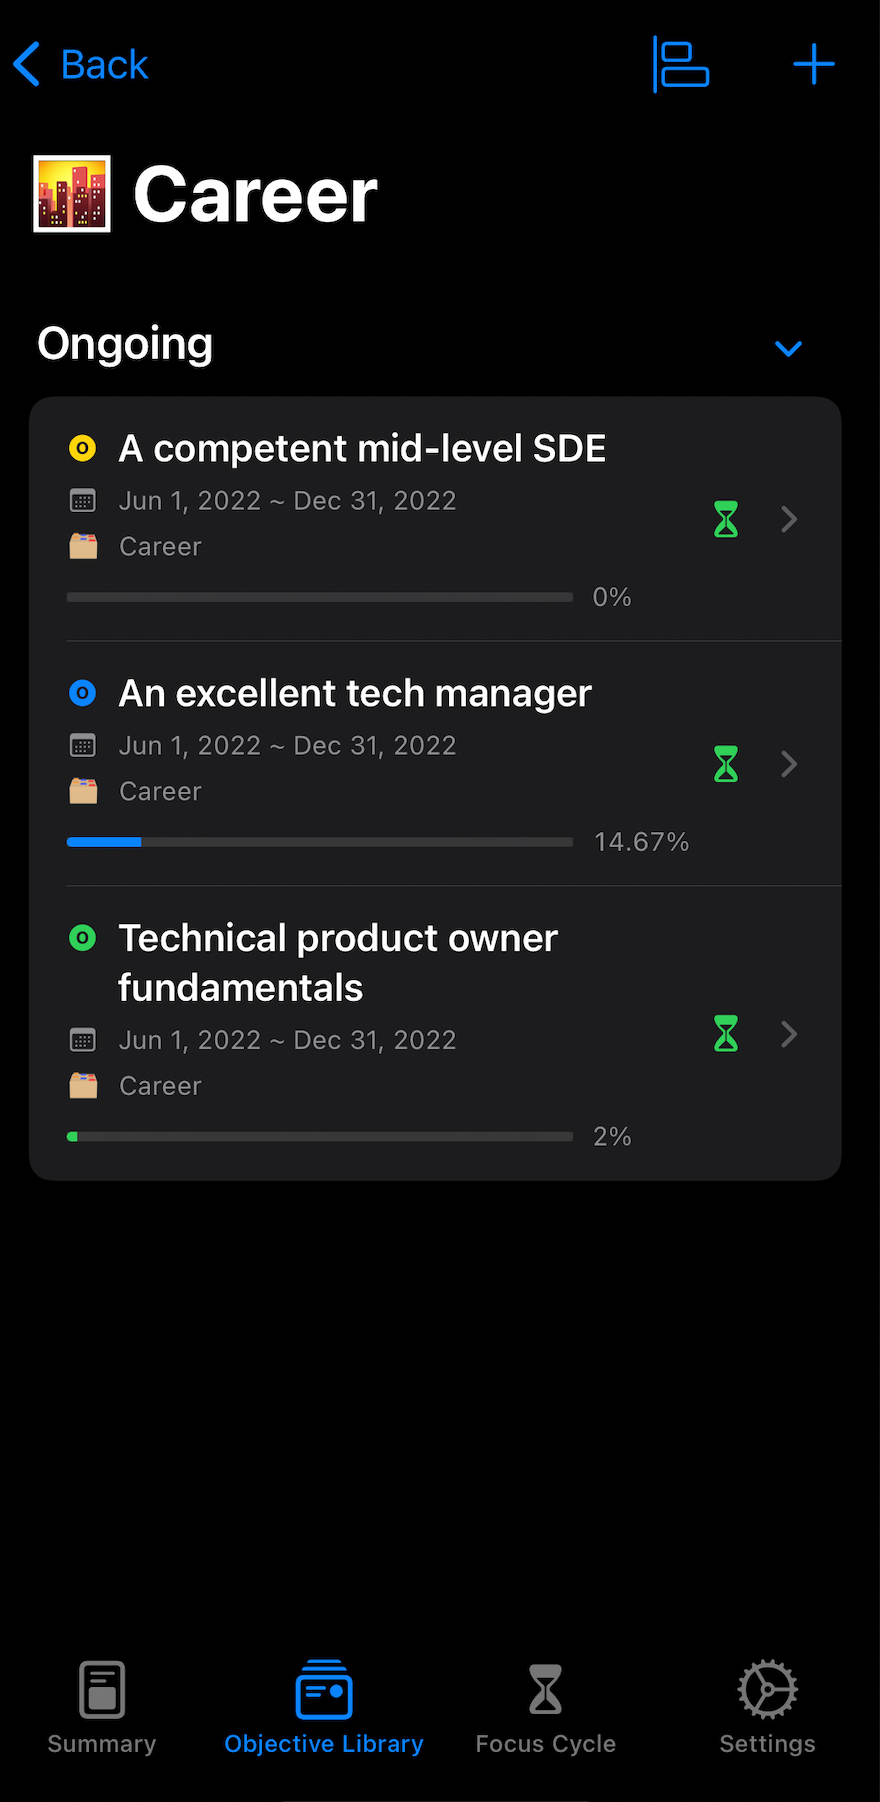 Back
Career
Ongoing
O A competent mid-level SDE
Jun 1, 2022 ~ Dec 31, 2022
Career
0%
O An excellent tech manager
Jun 1, 2022 ~ Dec 31, 2022
Career
14.67%
O Technical product owner
fundamentals
Jun 1, 2022 ~ Dec 31, 2022
Career
2%
Summary Objective Library Focus Cycle Settings